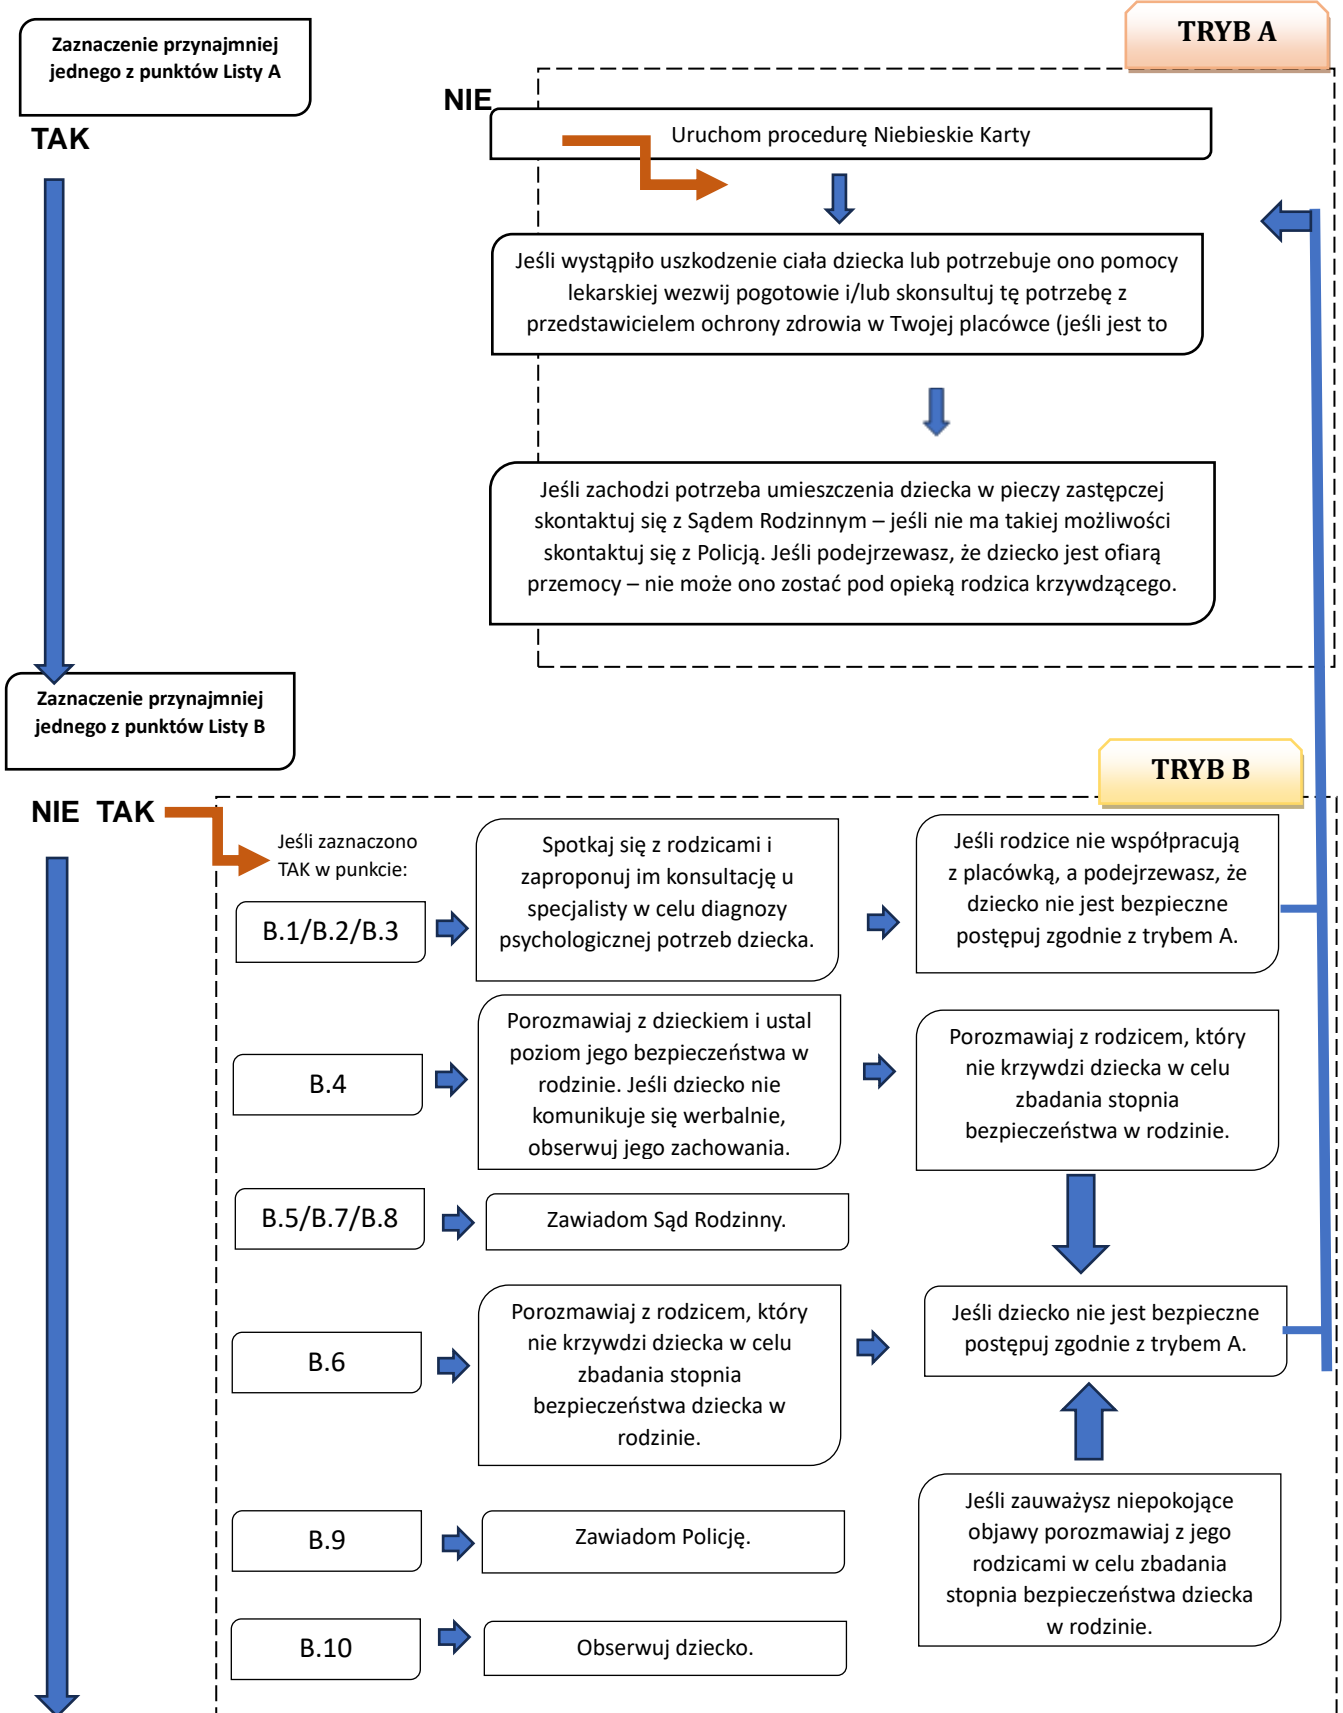 TRYB A
Zaznaczenie przynajmniej
jednego z punktów Listy A
NIE
TAK
Uruchom procedurę Niebieskie Karty
Jeśli wystąpiło uszkodzenie ciała dziecka lub potrzebuje ono pomocy
lekarskiej wezwij pogotowie i/lub skonsultuj tę potrzebę z
przedstawicielem ochrony zdrowia w Twojej placówce (jeśli jest to
Jeśli zachodzi potrzeba umieszczenia dziecka w pieczy zastępczej
skontaktuj się z Sądem Rodzinnym – jeśli nie ma takiej możliwości
skontaktuj się z Policją. Jeśli podejrzewasz, że dziecko jest ofiarą
przemocy – nie może ono zostać pod opieką rodzica krzywdzącego.
Zaznaczenie przynajmniej
jednego z punktów Listy B
TRYB B
NIE TAK
Jeśli zaznaczono
TAK w punkcie:
B.1/B.2/B.3
Spotkaj się z rodzicami i
zaproponuj im konsultację u
specjalisty w celu diagnozy
psychologicznej potrzeb dziecka.
Jeśli rodzice nie współpracują
z placówką, a podejrzewasz, że
dziecko nie jest bezpieczne
postępuj zgodnie z trybem A.
B.4
Porozmawiaj z dzieckiem i ustal
poziom jego bezpieczeństwa w
rodzinie. Jeśli dziecko nie
komunikuje się werbalnie,
obserwuj jego zachowania.
Porozmawiaj z rodzicem, który
nie krzywdzi dziecka w celu
zbadania stopnia
bezpieczeństwa w rodzinie.
B.5/B.7/B.8
Zawiadom Sąd Rodzinny.
B.6
Porozmawiaj z rodzicem, który
nie krzywdzi dziecka w celu
zbadania stopnia
bezpieczeństwa dziecka w
rodzinie.
Jeśli dziecko nie jest bezpieczne
postępuj zgodnie z trybem A.
B.9
Zawiadom Policję.
Jeśli zauważysz niepokojące
objawy porozmawiaj z jego
rodzicami w celu zbadania
stopnia bezpieczeństwa dziecka
w rodzinie.
B.10
Obserwuj dziecko.